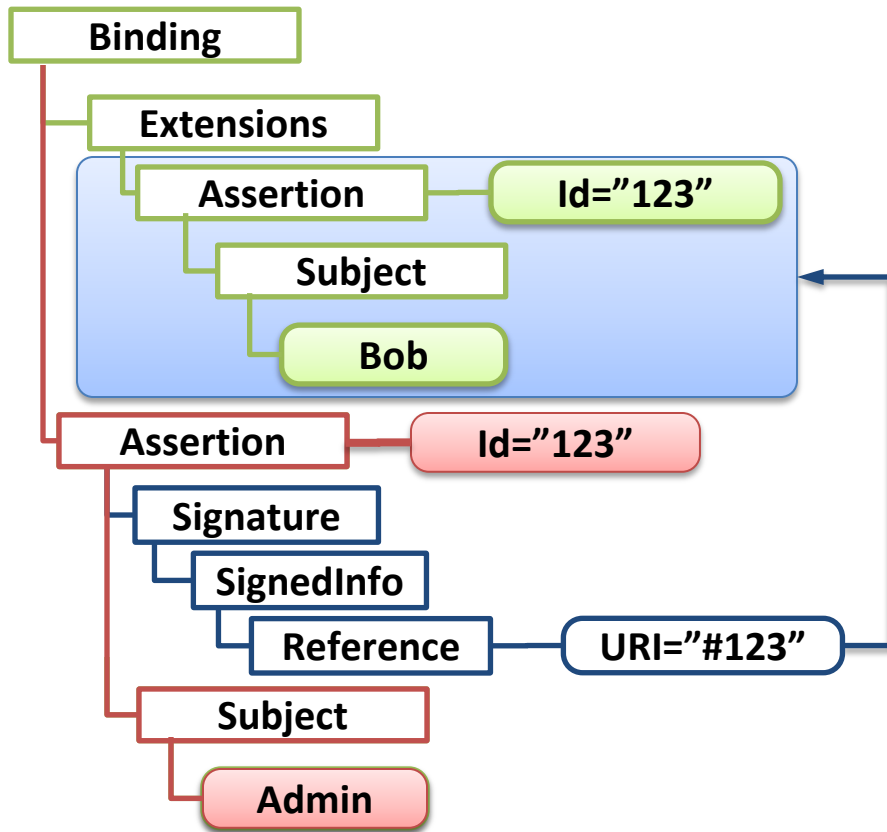 Binding
Extensions
Assertion
Id=”123”
Subject
Bob
Assertion
Id=”123”
Signature
SignedInfo
Reference
URI=”#123”
Subject
Admin